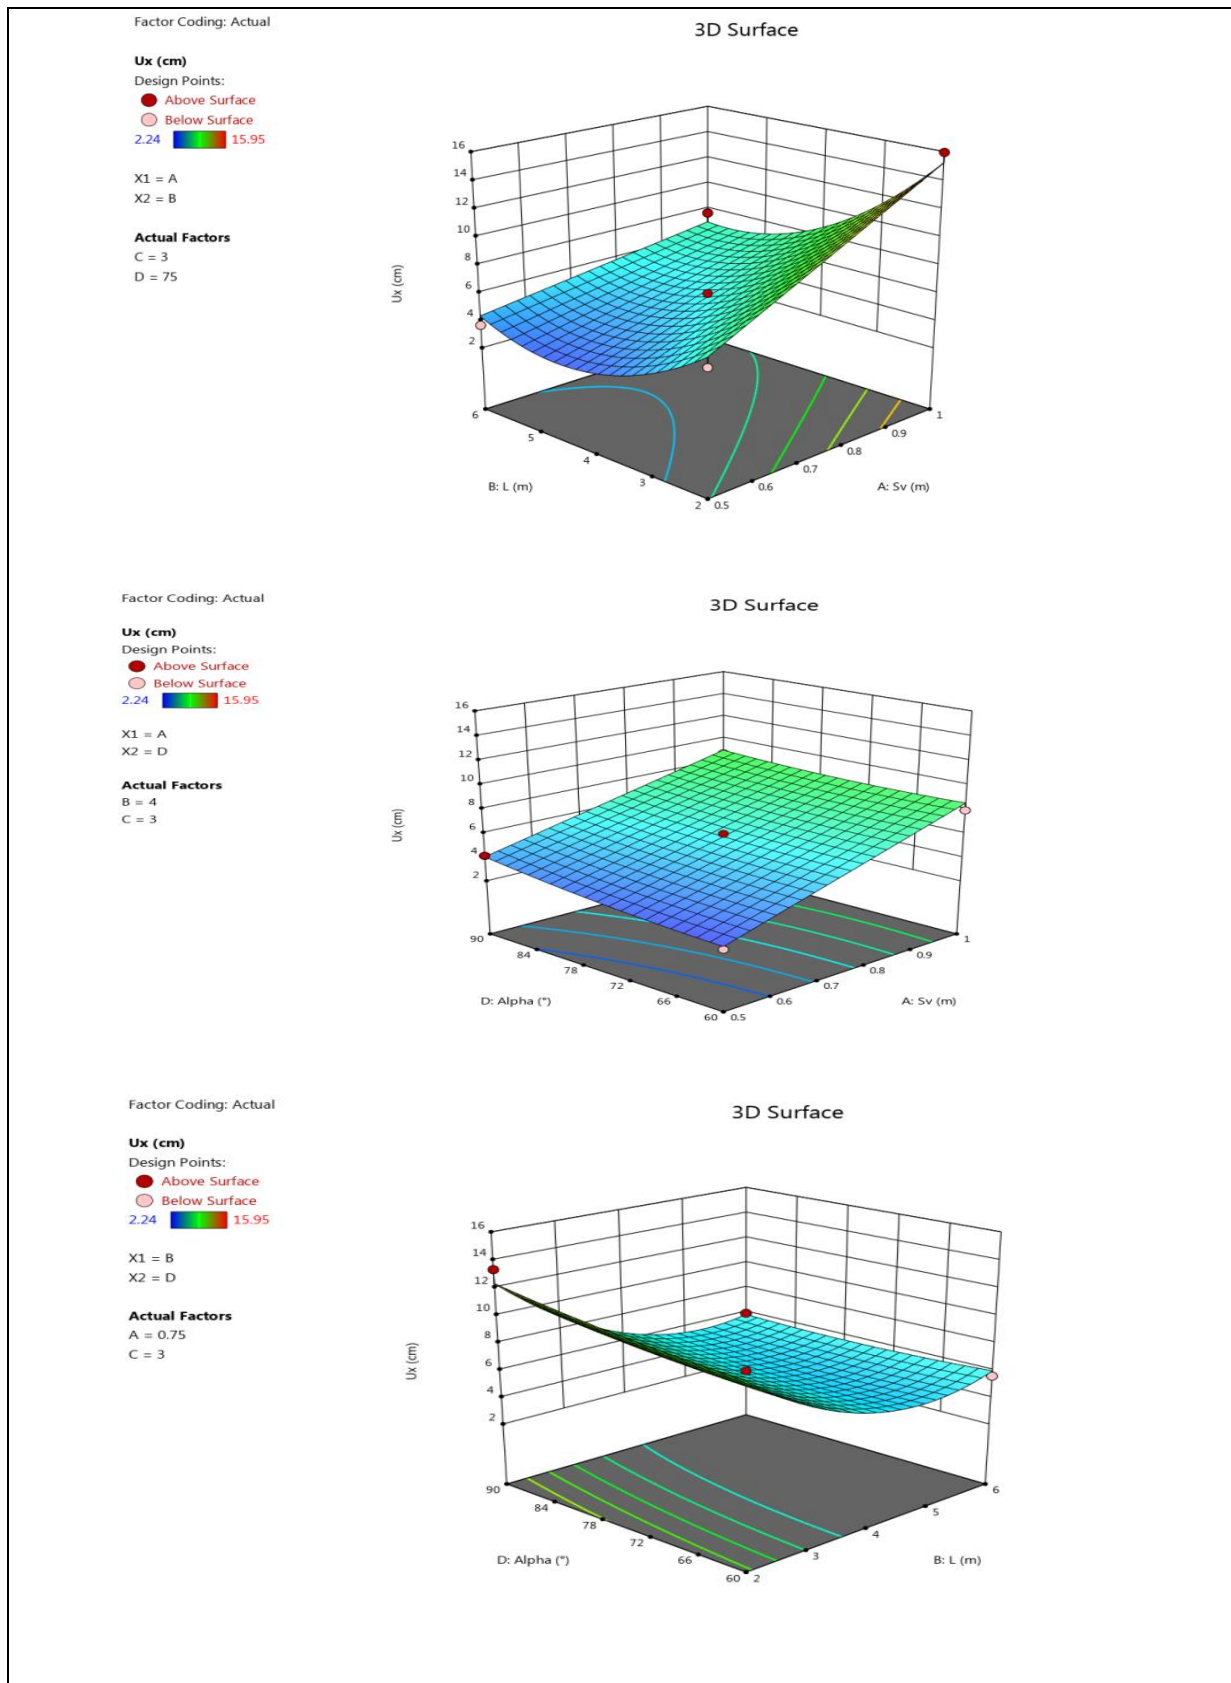 Factor Coding: Actual
3D Surface
Ux (cm)
Design Points:
Above Surface
Below Surface
2.24 15.95
X1 = A
X2 = B
Actual Factors
C = 3
D = 75
16
14
12
10
8
6
4
2
Ux (cm)
6
5
4
3
2
B: L (m)
0.5
0.6
0.7
0.8
0.9
1
A: Sv (m)
Factor Coding: Actual
3D Surface
Ux (cm)
Design Points:
Above Surface
Below Surface
2.24 15.95
X1 = A
X2 = D
Actual Factors
B = 4
C = 3
16
14
12
10
8
6
4
2
Ux (cm)
90
84
78
72
66
60
D: Alpha (°)
0.5
0.6
0.7
0.8
0.9
1
A: Sv (m)
Factor Coding: Actual
3D Surface
Ux (cm)
Design Points:
Above Surface
Below Surface
2.24 15.95
X1 = B
X2 = D
Actual Factors
A = 0.75
C = 3
16
14
12
10
8
6
4
2
Ux (cm)
90
84
78
72
66
60
D: Alpha (°)
2
3
4
5
6
B: L (m)